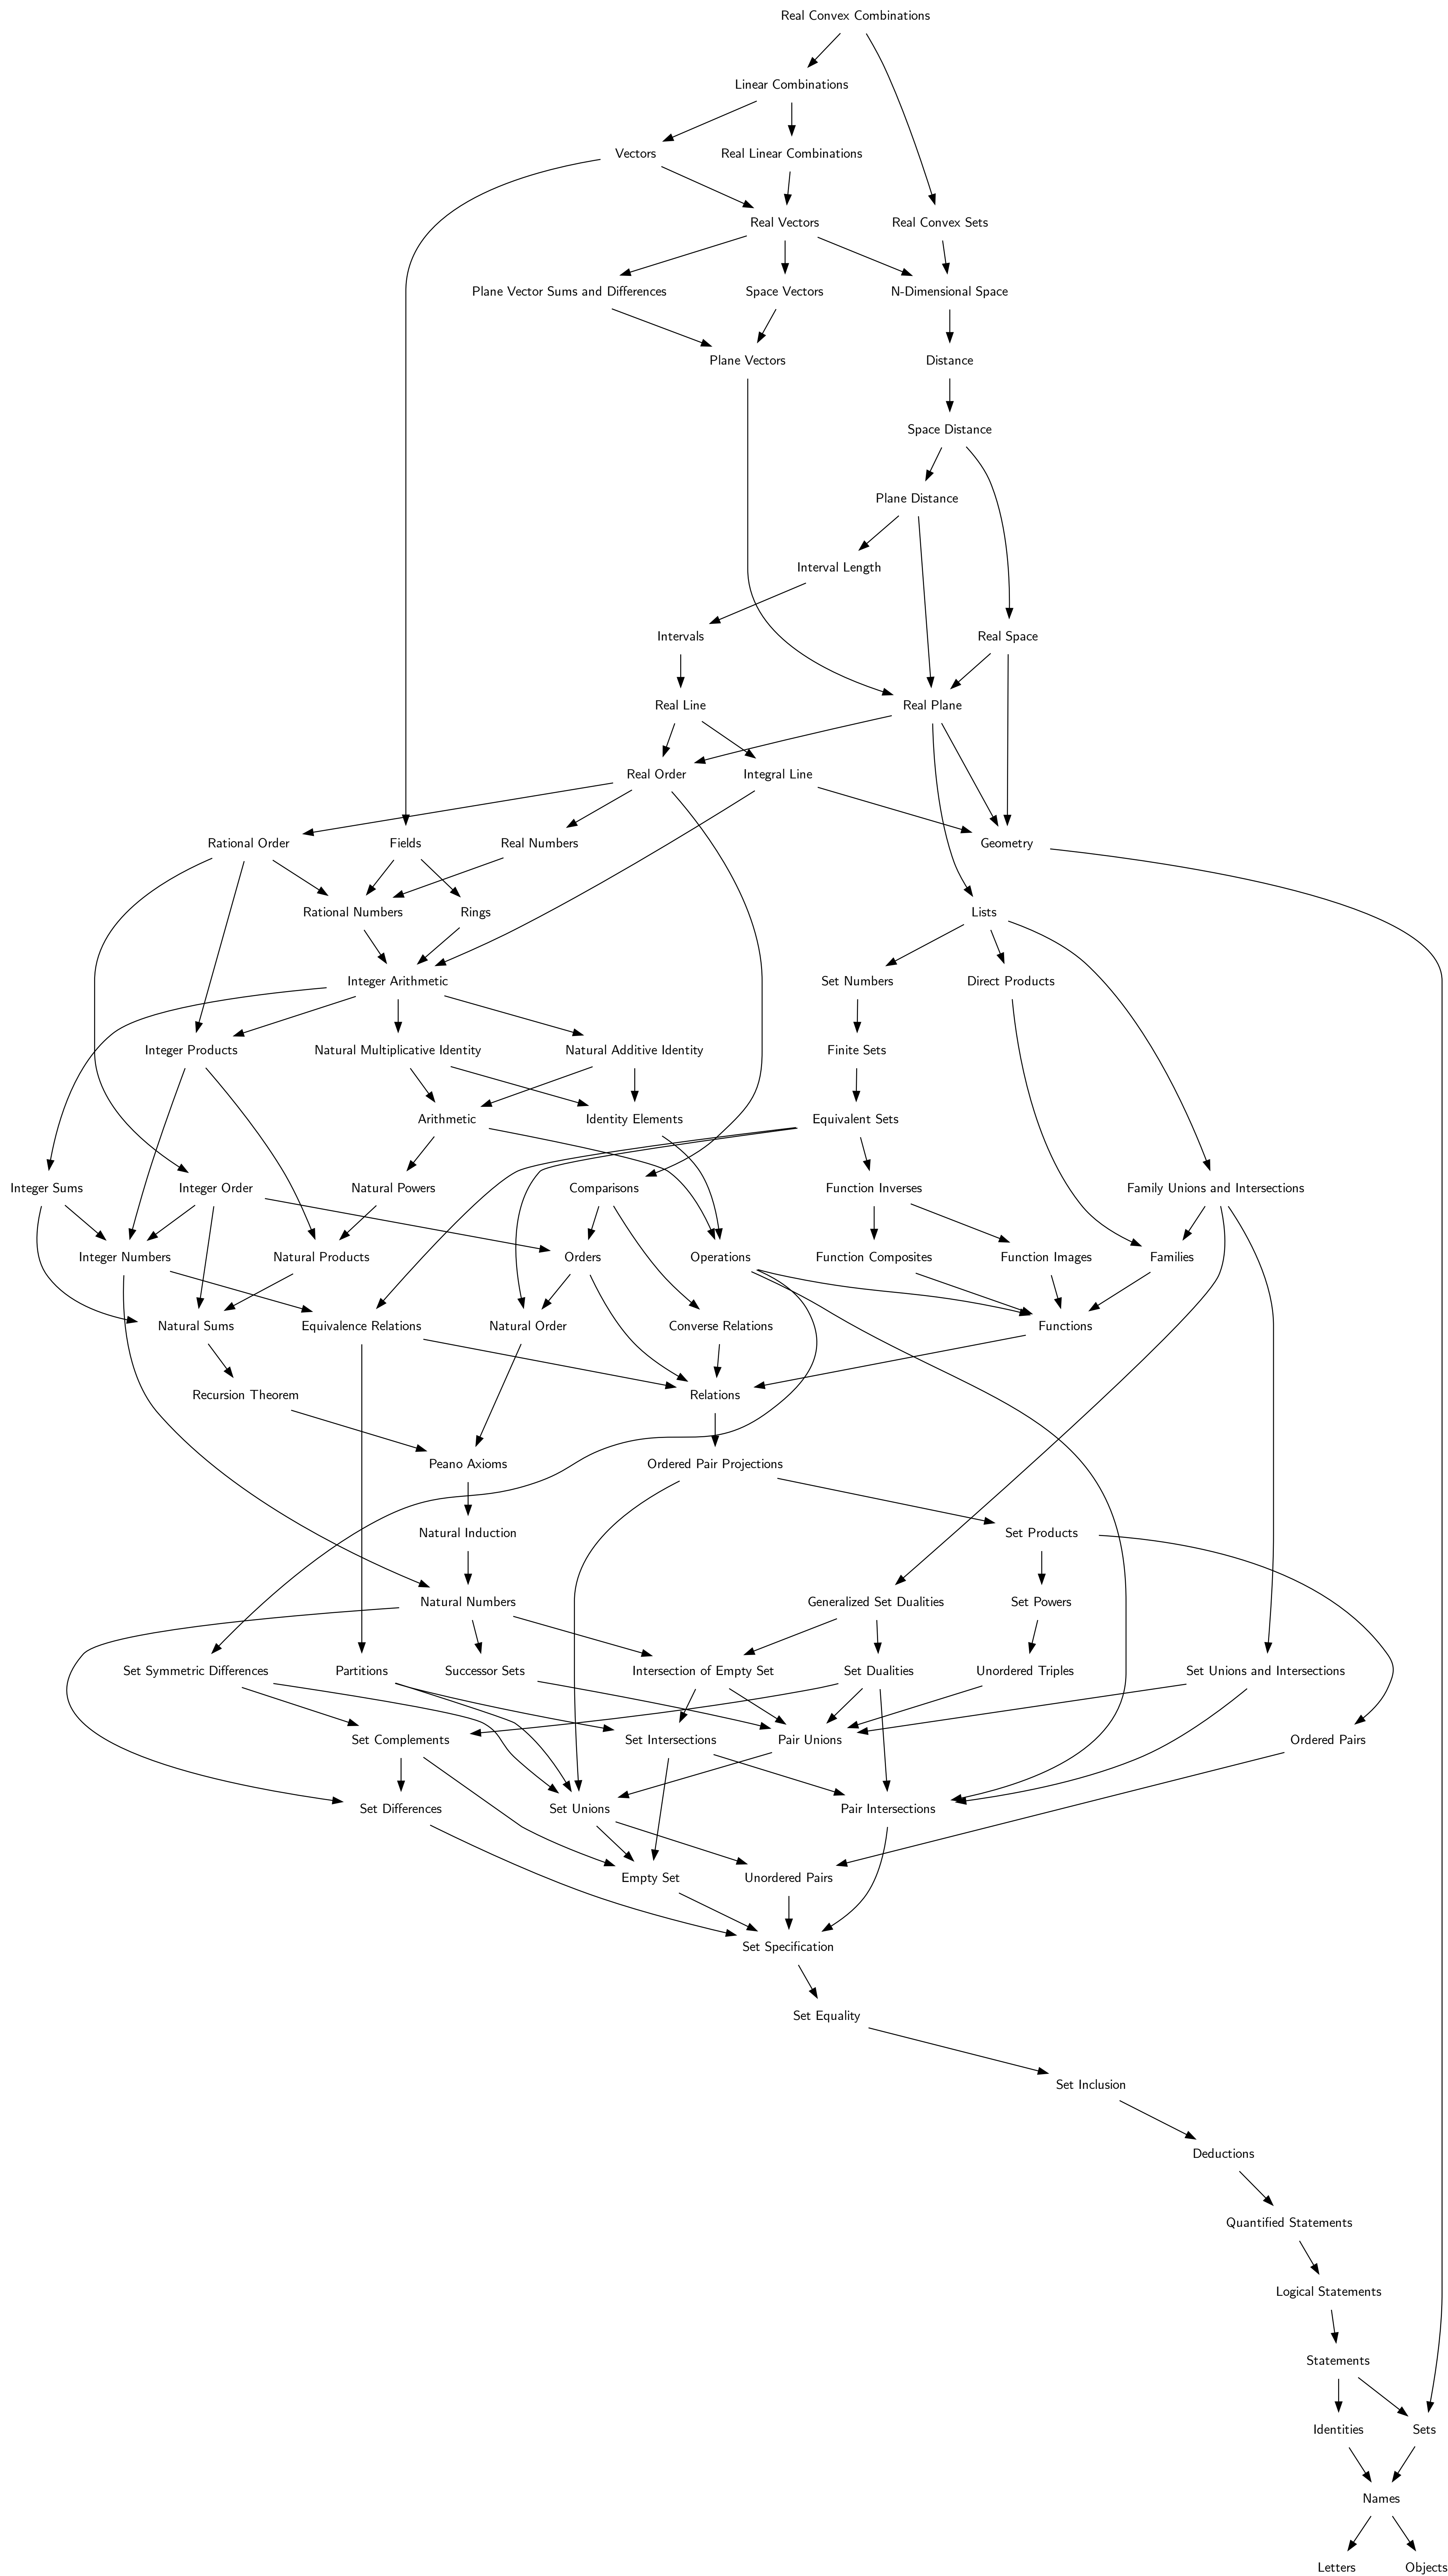 Real Convex Combinations
Linear Combinations
Vectors
Real Linear Combinations
Real Vectors
Real Convex Sets
Plane Vector Sums and Differences
Space Vectors
N-Dimensional Space
Plane Vectors
Distance
Space Distance
Plane Distance
Interval Length
Intervals
Real Space
Real Line
Real Plane
Real Order
Integral Line
Rational Order
Fields
Real Numbers
Geometry
Rational Numbers
Rings
Lists
Integer Arithmetic
Set Numbers
Direct Products
Integer Products
Natural Multiplicative Identity
Natural Additive Identity
Finite Sets
Arithmetic
Identity Elements
Equivalent Sets
Integer Sums
Integer Order
Natural Powers
Comparisons
Function Inverses
Family Unions and Intersections
Integer Numbers
Natural Products
Orders
Operations
Function Composites
Function Images
Families
Natural Sums
Equivalence Relations
Natural Order
Converse Relations
Functions
Recursion Theorem
Relations
Peano Axioms
Ordered Pair Projections
Natural Induction
Set Products
Natural Numbers
Generalized Set Dualities
Set Powers
Set Symmetric Differences
Partitions
Successor Sets
Intersection of Empty Set
Set Dualities
Unordered Triples
Set Unions and Intersections
Set Complements
Set Intersections
Pair Unions
Ordered Pairs
Set Differences
Set Unions
Pair Intersections
Empty Set
Unordered Pairs
Set Specification
Set Equality
Set Inclusion
Deductions
Quantified Statements
Logical Statements
Statements
Identities
Sets
Names
Letters
Objects